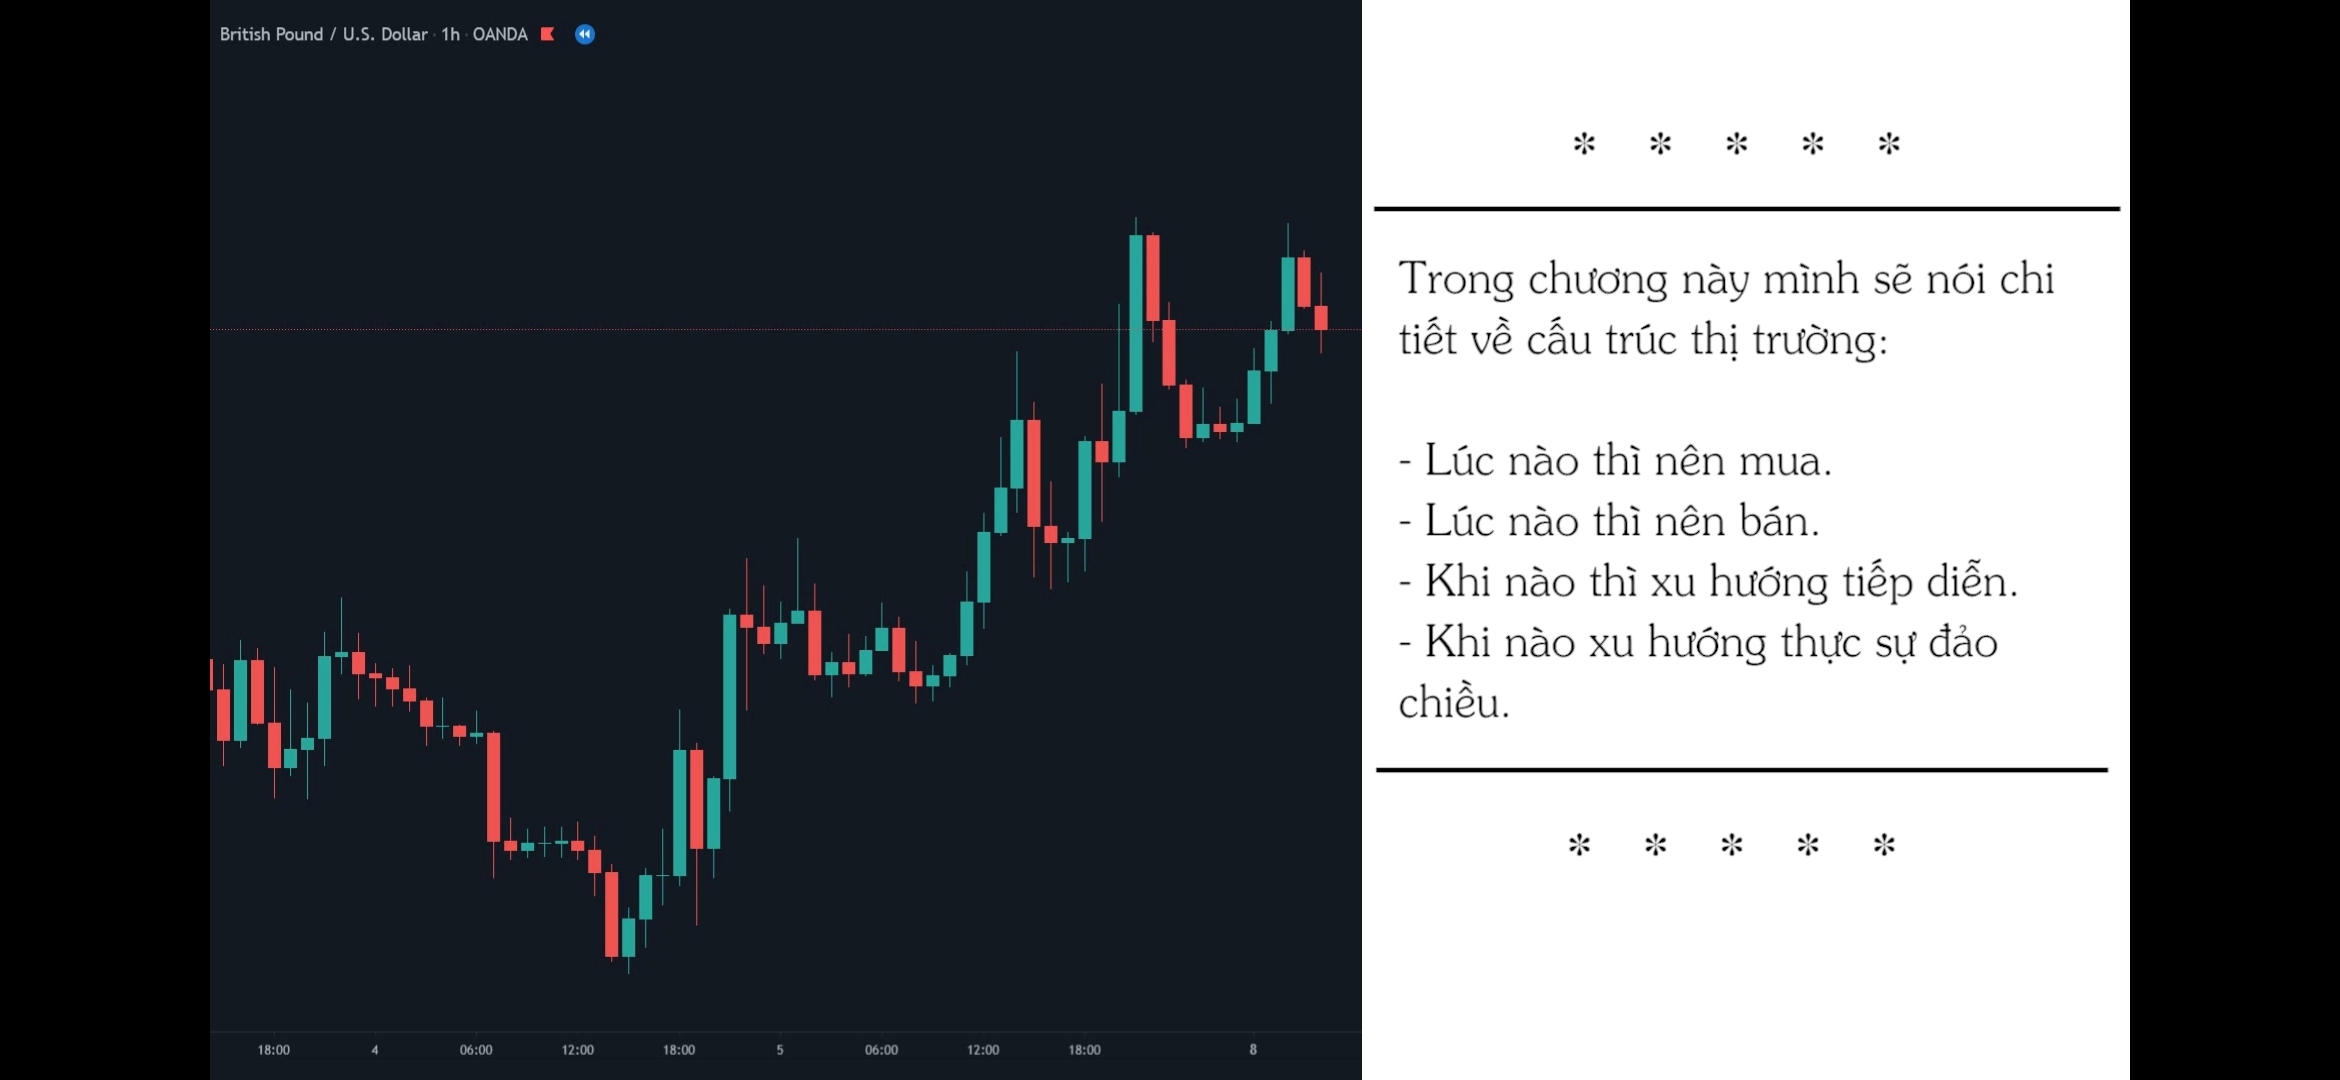 British Pound / U.S. Dollar · 1h · OANDA
* * * * *
Trong chương này mình sẽ nói chi
tiết về cấu trúc thị trường:
- Lúc nào thì nên mua.
- Lúc nào thì nên bán.
- Khi nào thì xu hướng tiếp diễn.
- Khi nào xu hướng thực sự đảo
chiều.
* * * * *
18:00 4 06:00 12:00 18:00 5 06:00 12:00 18:00 8